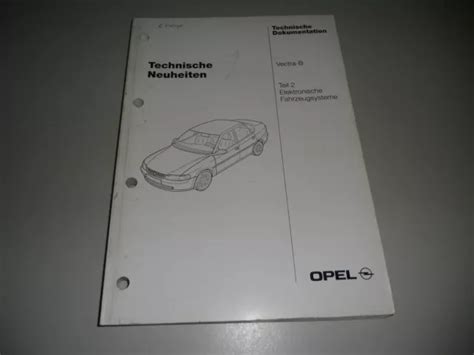 Technische
Neuheiten
Technische
Dokumentation
Vectra-B
Teil 2
Elektronische
Fahrzeugsysteme
OPEL